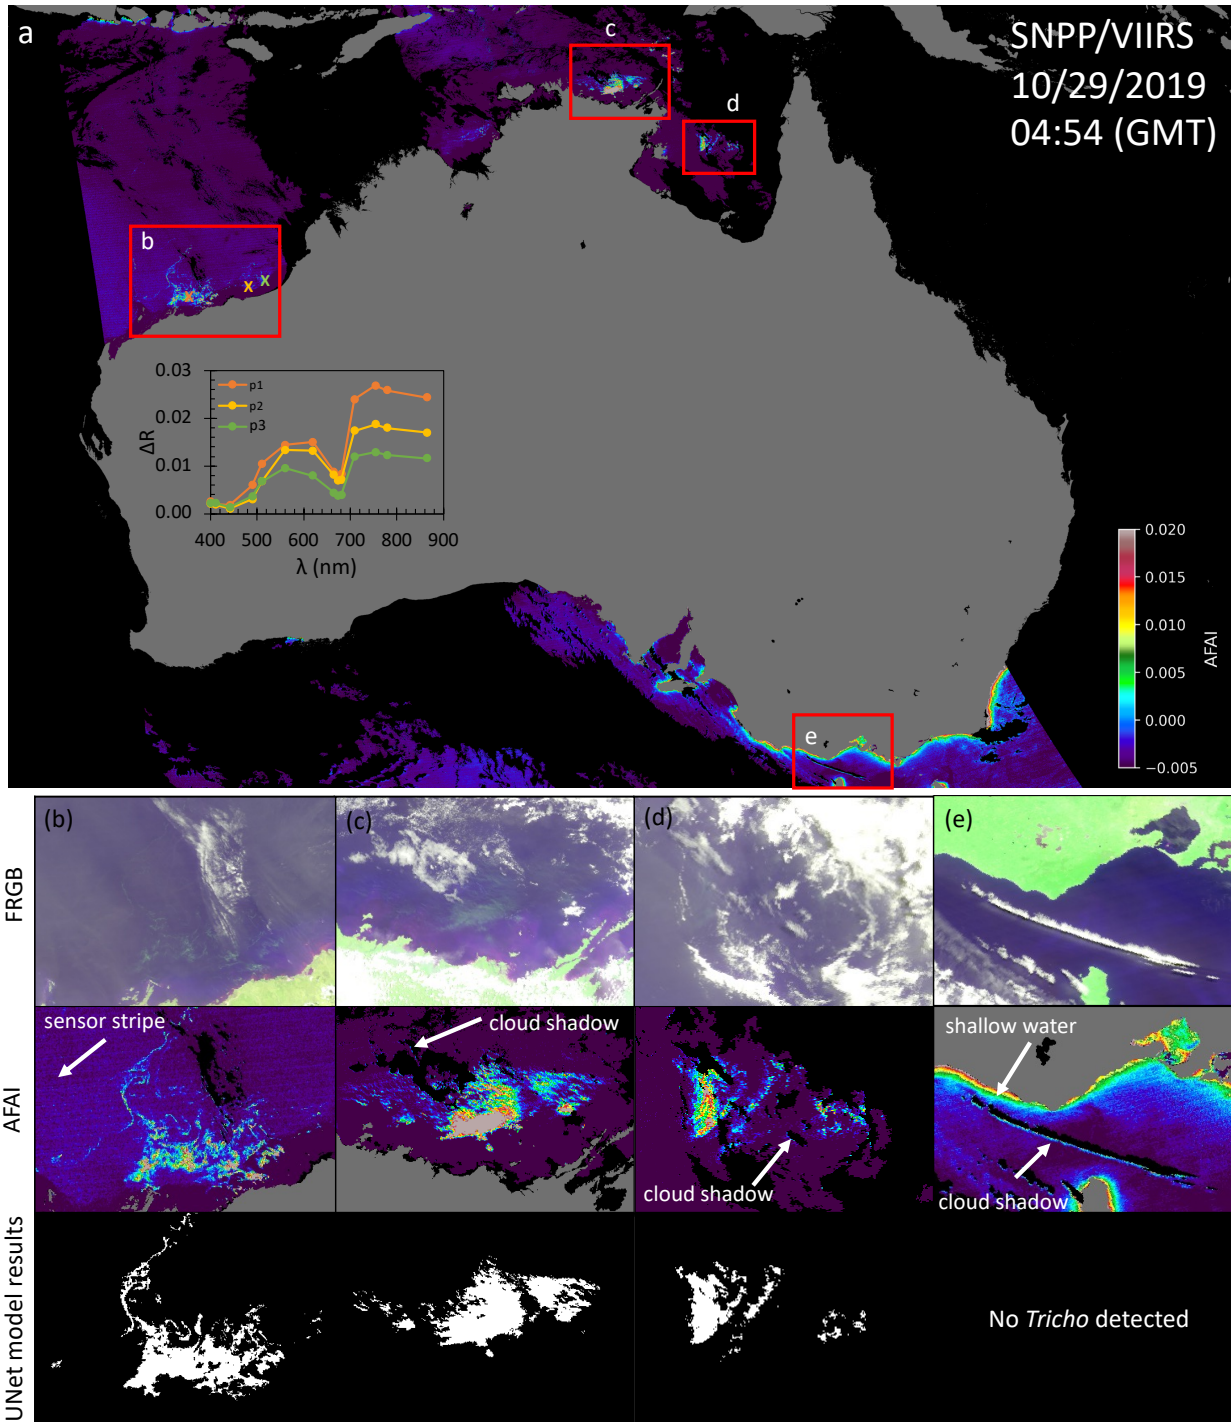 a
SNPP/VIIRS
10/29/2019
04:54 (GMT)
c
d
b
x
x
x
0.03
0.02
0.01
0.00
ΔR
p1
p2
p3
400 500 600 700 800 900
λ (nm)
0.020
0.015
0.010
0.005
0.000
−0.005
AFAI
e
FRGB
(b)
(c)
(d)
(e)
AFAI
sensor stripe
cloud shadow
cloud shadow
shallow water
cloud shadow
UNet model results
No Tricho detected